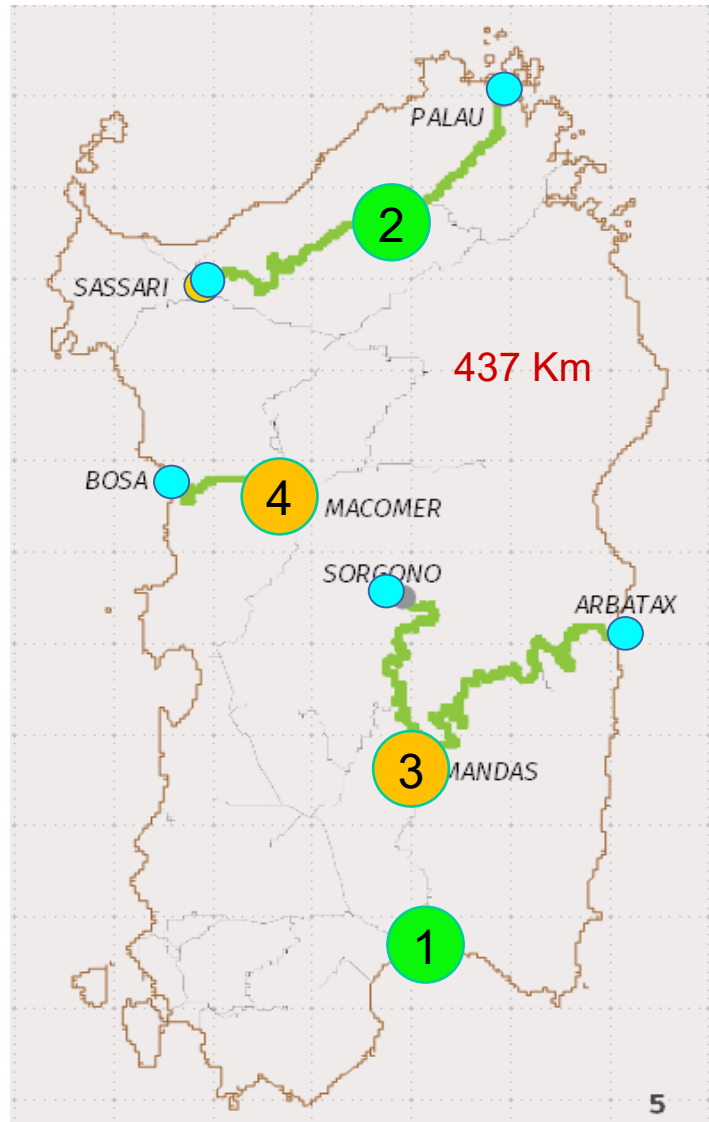 PALAU
2
SASSARI
437 Km
BOSA
4
MACOMER
SORGONO
ARBATAX
3
MANDAS
1
5